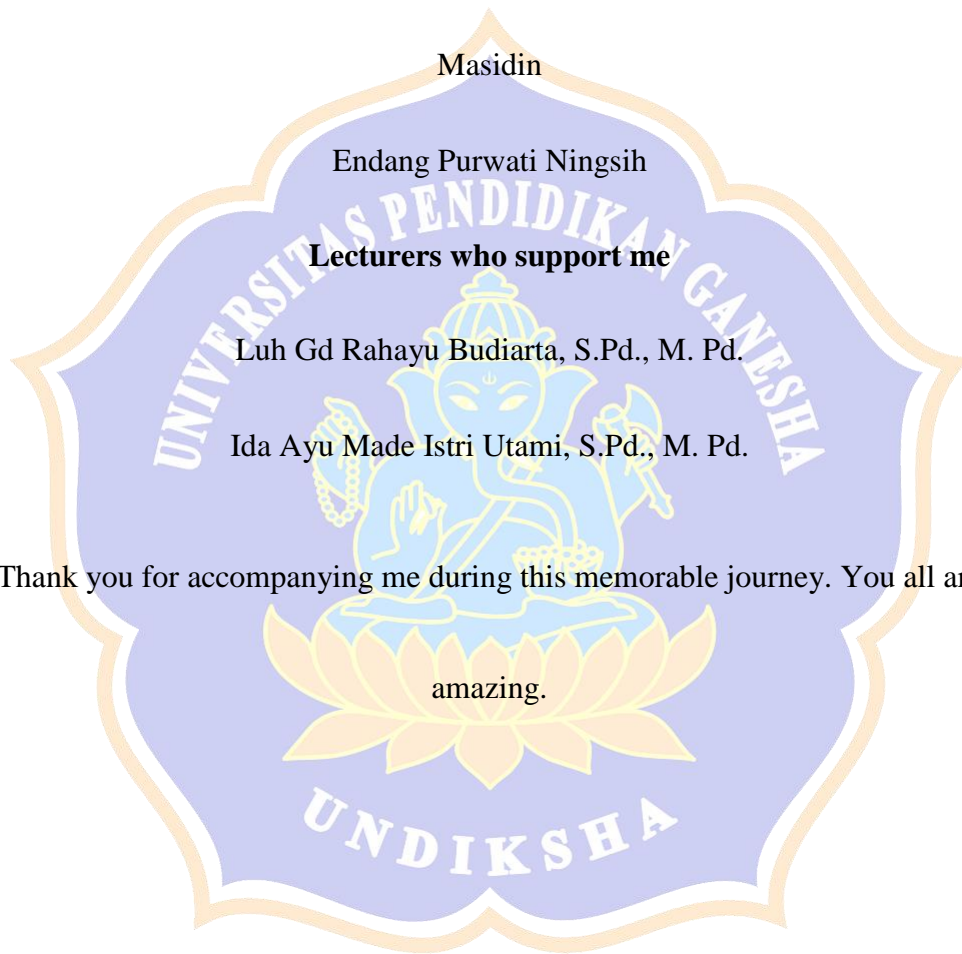 Masidin
Endang Purwati Ningsih
UNIVERSITAS PENDIDIKAN GANESHA
Lecturers who support me
Luh Gd Rahayu Budiarta, S.Pd., M. Pd.
Ida Ayu Made Istri Utami, S.Pd., M. Pd.
Thank you for accompanying me during this memorable journey. You all ar
amazing.
UNDIKSHA